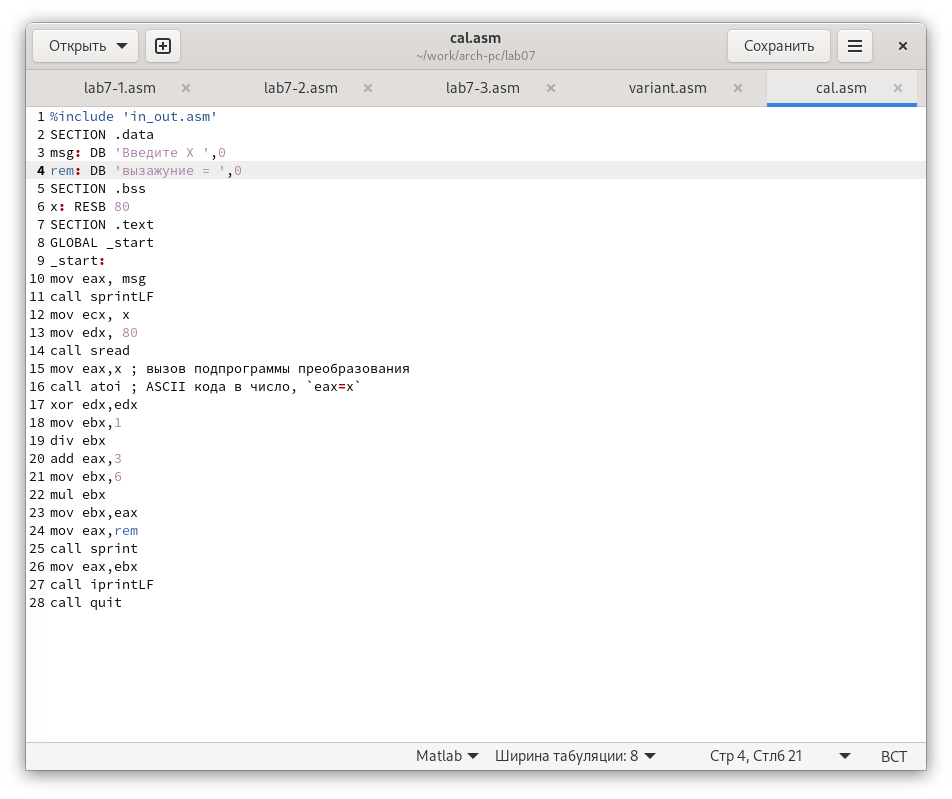 Открыть
cal.asm
~/work/arch-pc/lab07
Сохранить
lab7-1.asm
lab7-2.asm
lab7-3.asm
variant.asm
cal.asm
1 %include 'in_out.asm'
2 SECTION .data
3 msg: DB 'Введите X ',0
4 rem: DB 'вызажуние = ',0
5 SECTION .bss
6 x: RESB 80
7 SECTION .text
8 GLOBAL _start
9 _start:
10 mov eax, msg
11 call sprintLF
12 mov ecx, x
13 mov edx, 80
14 call sread
15 mov eax,x ; вызов подпрограммы преобразования
16 call atoi ; ASCII кода в число, `eax=x`
17 xor edx,edx
18 mov ebx,1
19 div ebx
20 add eax,3
21 mov ebx,6
22 mul ebx
23 mov ebx,eax
24 mov eax,rem
25 call sprint
26 mov eax,ebx
27 call iprintLF
28 call quit
Matlab
Ширина табуляции: 8
Стр 4, Стлб 21
ВСТ